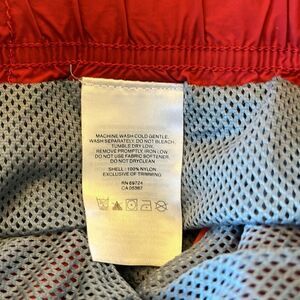 MACHINE WASH COLD GENTLE.
WASH SEPARATELY. DO NOT BLEACH.
TUMBLE DRY LOW.
REMOVE PROMPTLY, IRON LOW
DO NOT USE FABRIC SOFTENER.
DO NOT DRYCLEAN
SHELL : 100% NYLON
EXCLUSIVE OF TRIMMING
RN 69724
CA 05367